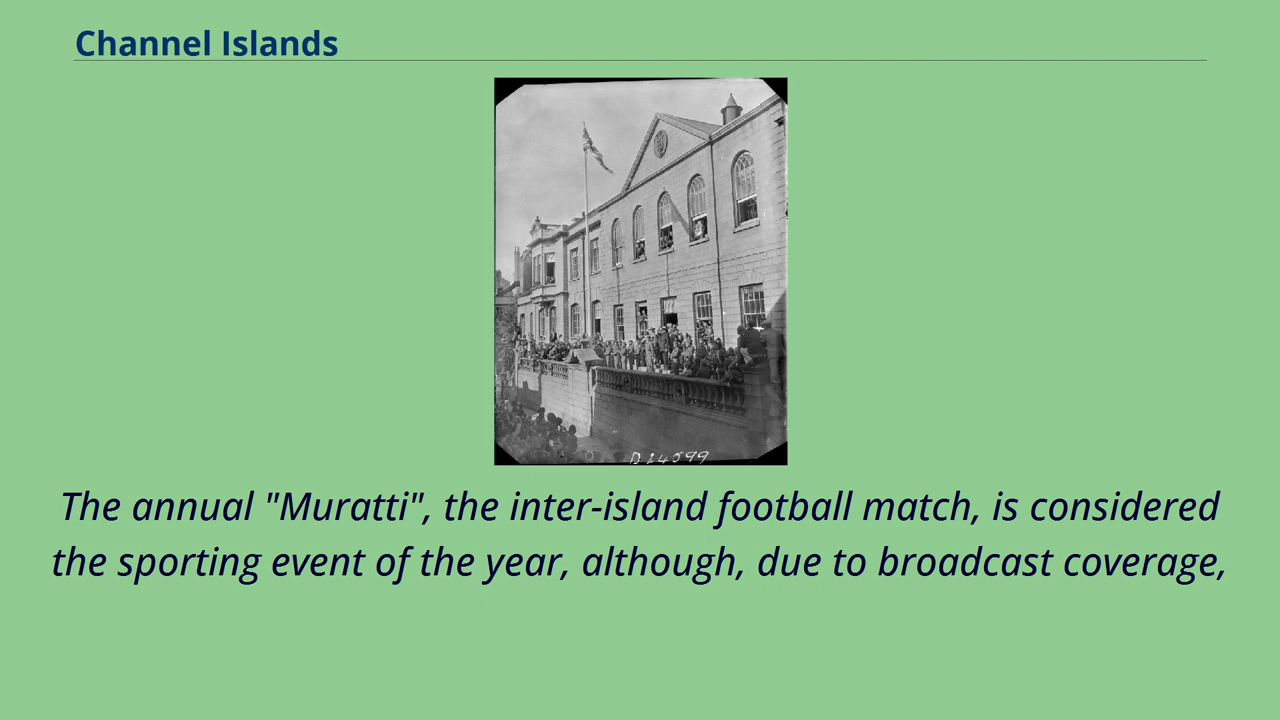 Channel Islands
D 24599
The annual "Muratti", the inter-island football match, is considered
the sporting event of the year, although, due to broadcast coverage,